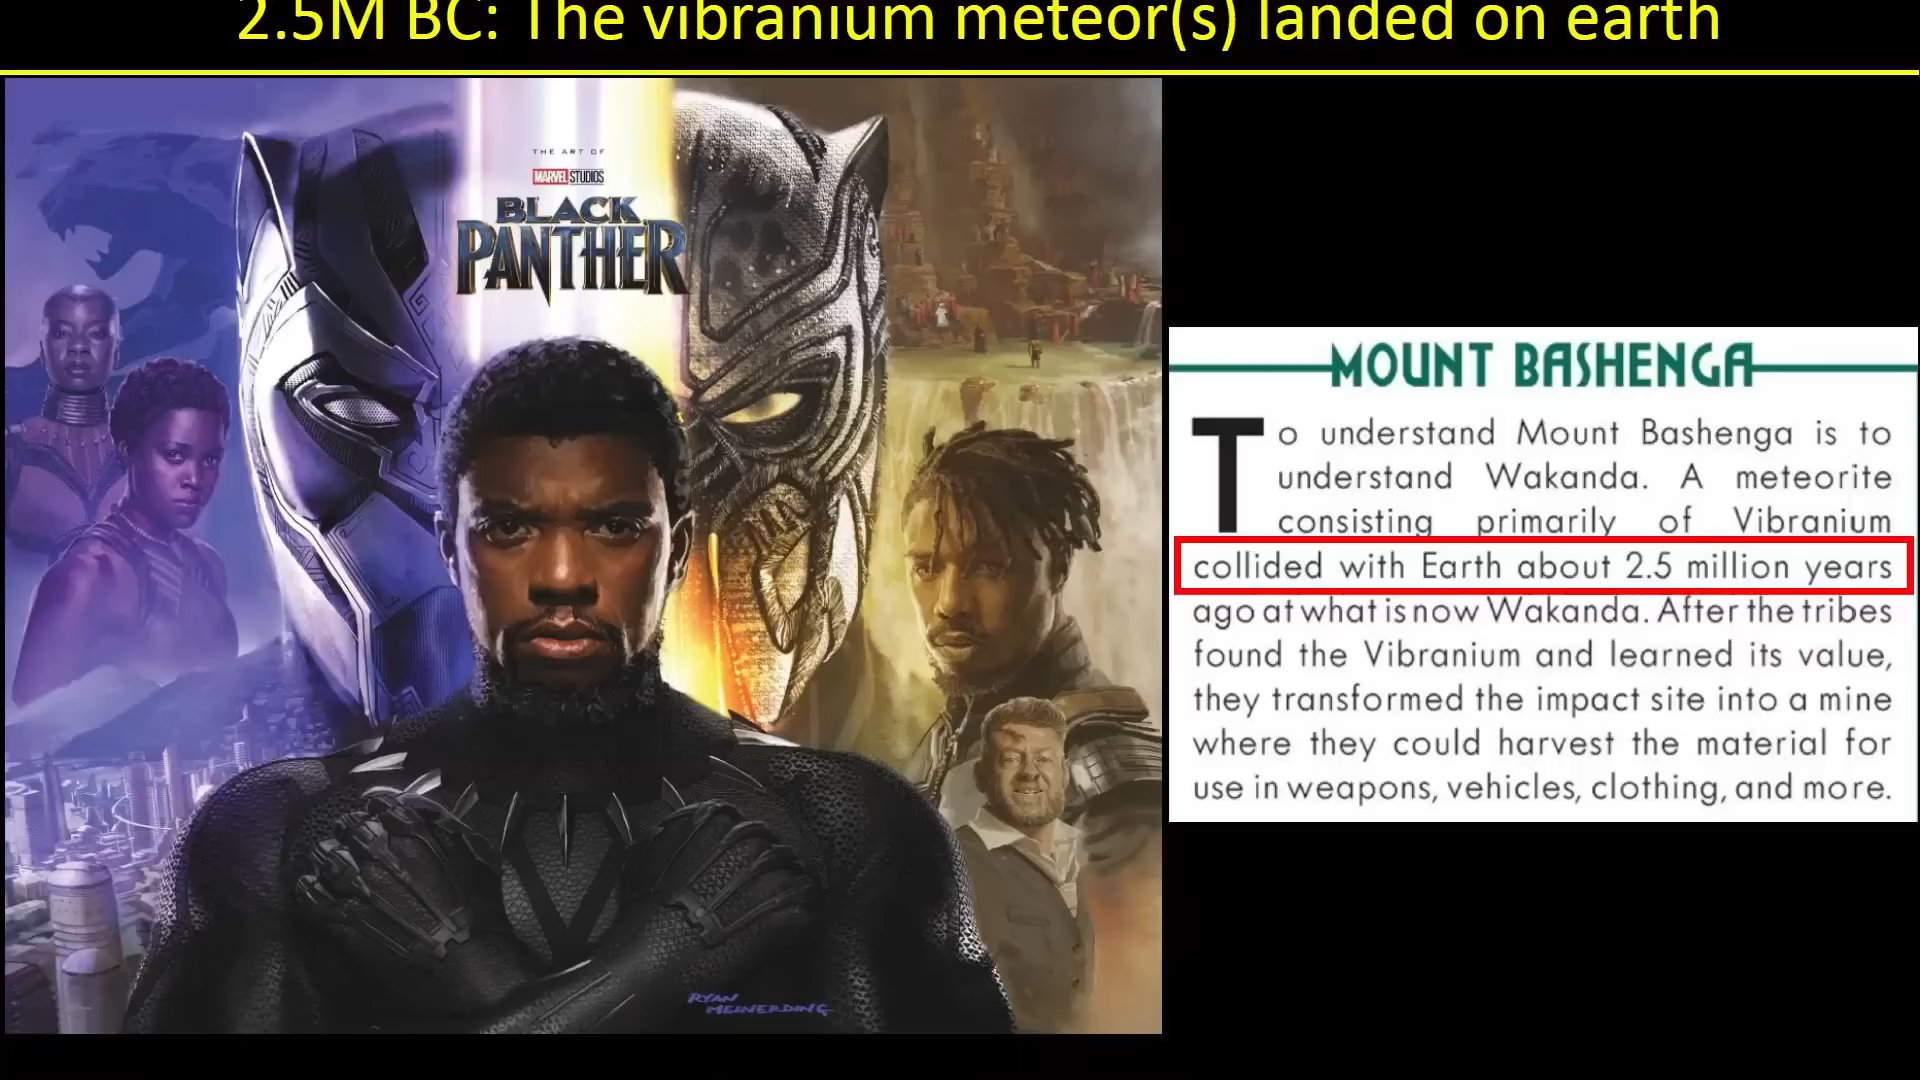 2.5M BC: The vibranium meteor(s) landed on earth
THE ART OF
MARVEL STUDIOS
BLACK
PANTHER
MOUNT BASHENGA
To understand Mount Bashenga is to
understand Wakanda. A meteorite
consisting primarily of Vibranium
collided with Earth about 2.5 million years
ago at what is now Wakanda. After the tribes
found the Vibranium and learned its value,
they transformed the impact site into a mine
where they could harvest the material for
use in weapons, vehicles, clothing, and more.
RYAN
MEINERDING